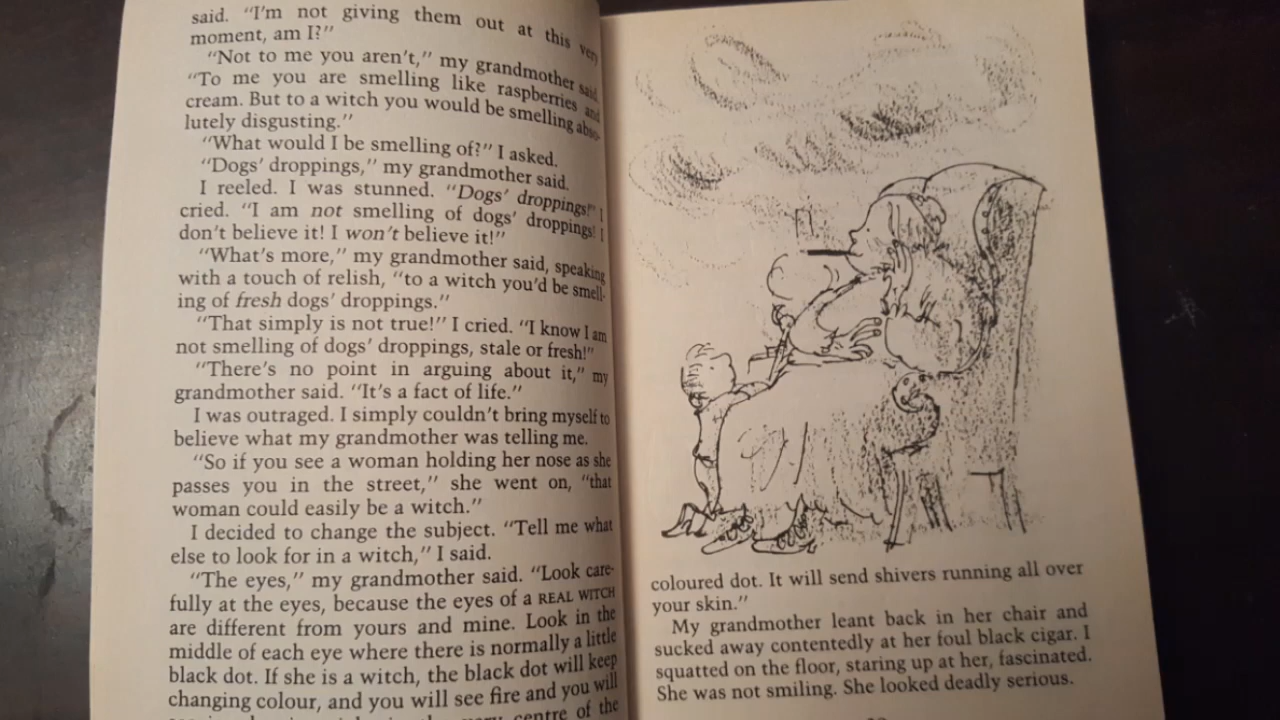 said. “I’m not giving them out at this very
moment, am I?”
“Not to me you aren’t,” my grandmother said.
“To me you are smelling like raspberries and
cream. But to a witch you would be smelling abso-
lutely disgusting.”
“What would I be smelling of?” I asked.
“Dogs’ droppings,” my grandmother said.
I reeled. I was stunned. “Dogs’ droppings!” I
cried. “I am not smelling of dogs’ droppings! I
don’t believe it! I won’t believe it!”
“What’s more,” my grandmother said, speaking
with a touch of relish, “to a witch you’d be smell-
ing of fresh dogs’ droppings.”
“That simply is not true!” I cried. “I know I am
not smelling of dogs’ droppings, stale or fresh!”
“There’s no point in arguing about it,” my
grandmother said. “It’s a fact of life.”
I was outraged. I simply couldn’t bring myself to
believe what my grandmother was telling me.
“So if you see a woman holding her nose as she
passes you in the street,” she went on, “that
woman could easily be a witch.”
I decided to change the subject. “Tell me what
else to look for in a witch,” I said.
“The eyes,” my grandmother said. “Look care-
fully at the eyes, because the eyes of a REAL WITCH
are different from yours and mine. Look in the
middle of each eye where there is normally a little
black dot. If she is a witch, the black dot will keep
changing colour, and you will see fire and you will
very centre of the
coloured dot. It will send shivers running all over
your skin.”
My grandmother leant back in her chair and
sucked away contentedly at her foul black cigar. I
squatted on the floor, staring up at her, fascinated.
She was not smiling. She looked deadly serious.